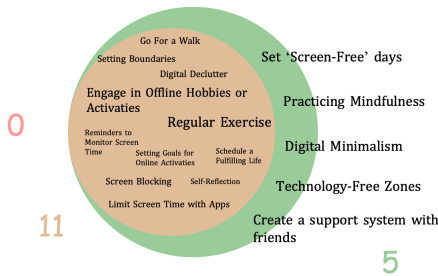 Go For a Walk
Setting Boundaries
Set ‘Screen-Free’ days
Digital Declutter
Engage in Offline Hobbies or
Activaties
Practicing Mindfulness
Regular Exercise
0
Reminders to
Monitor Screen
Time
Setting Goals for
Online Activaties
Schedule a
Fulfilling Life
Digital Minimalism
Screen Blocking
Self-Reflection
Technology-Free Zones
Limit Screen Time with Apps
11
Create a support system with
friends
5